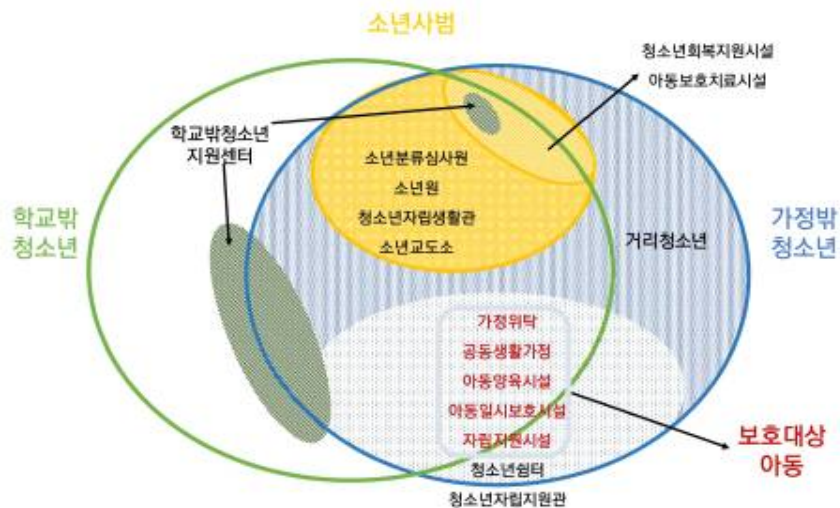 소년사범
청소년회복지원시설
아동보호치료시설
학교밖청소년
지원센터
소년분류심사원
소년원
청소년자립생활관
소년교도소
학교밖
청소년
거리청소년
가정밖
청소년
가정위탁
공동생활가정
아동양육시설
아동일시보호시설
자립지원시설
보호대상
아동
청소년쉼터
청소년자립지원관